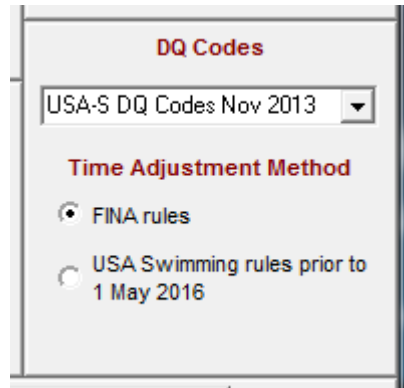 DQ Codes
USA-S DQ Codes Nov 2013
Time Adjustment Method
FINA rules
USA Swimming rules prior to
1 May 2016